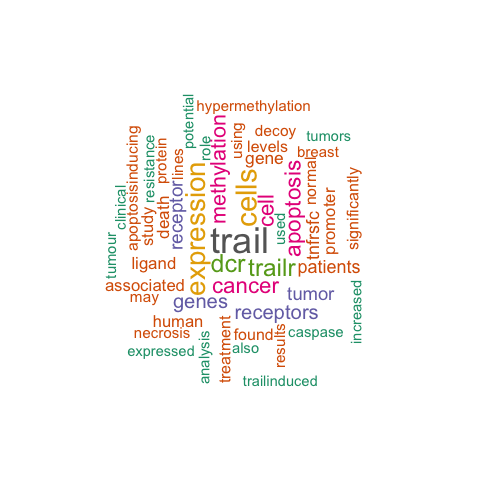 hypermethylation
potential
decoy
tumors
using
role
levels
breast
gene
methylation
lines
protein
resistance
apoptosisinducing
clinical
study
death
receptor
expression
cells
cell
apoptosis
normal
tnfrsfc
promoter
significantly
used
trail
tumour
ligand
dcr
trailr
patients
associated
cancer
may
genes
tumor
receptors
human
increased
necrosis
treatment
found
results
caspase
expressed
analysis
also
trailinduced